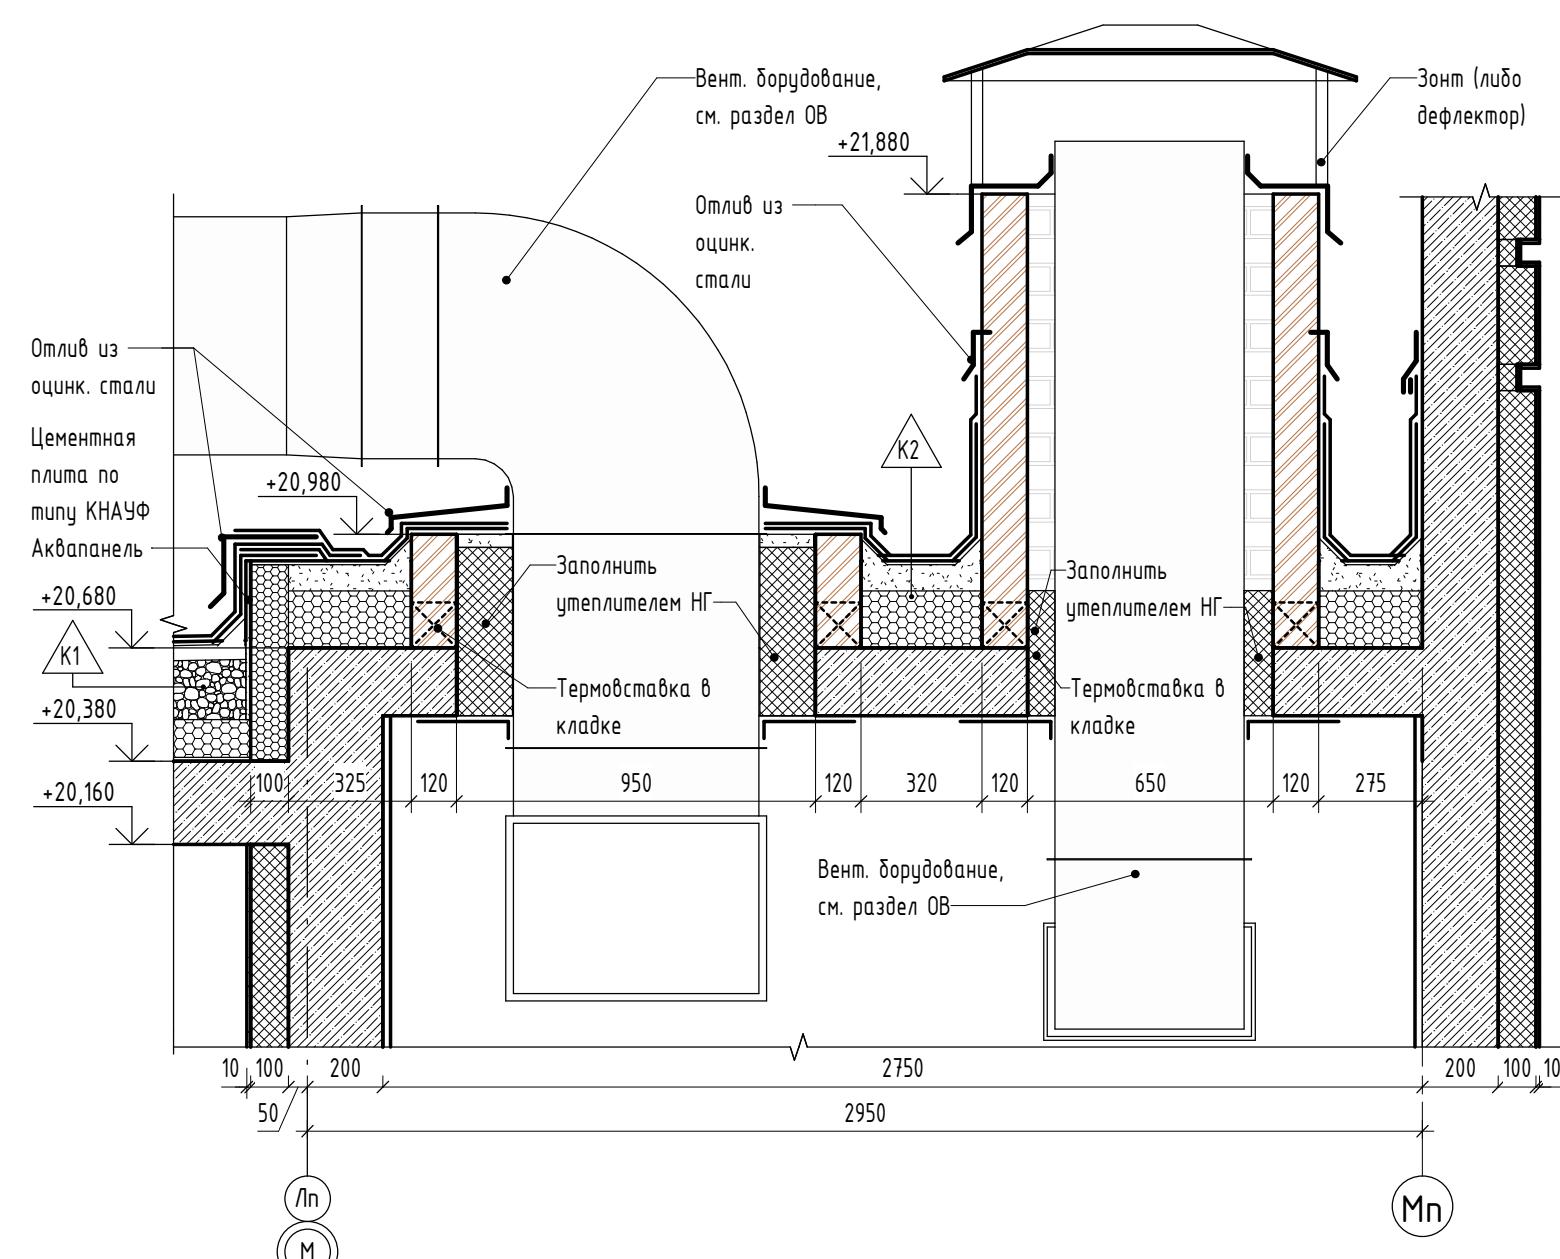 Вент. борудование,
см. раздел ОВ
Зонт (либо
дефлектор)
+21,880
Отлив из
оцинк.
стали
Отлив из
оцинк. стали
Цементная
плита по
типу КНАУФ
Аквапанель
К2
+20,980
Заполнить
утеплителем НГ
Заполнить
утеплителем НГ
+20,680
К1
Термовставка в
кладке
Термовставка в
кладке
+20,380
+20,160
100 325 120 950 120 320 120 650 120 275
Вент. борудование,
см. раздел ОВ
10 100 200 2750 200 100 10
50 2950
Лп
Мп
М